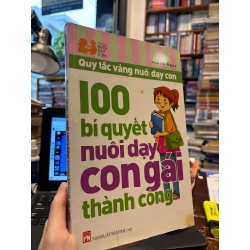 Quy tắc vàng nuôi dạy con
100
bí quyết
nuôi dạy
con gái
thành công